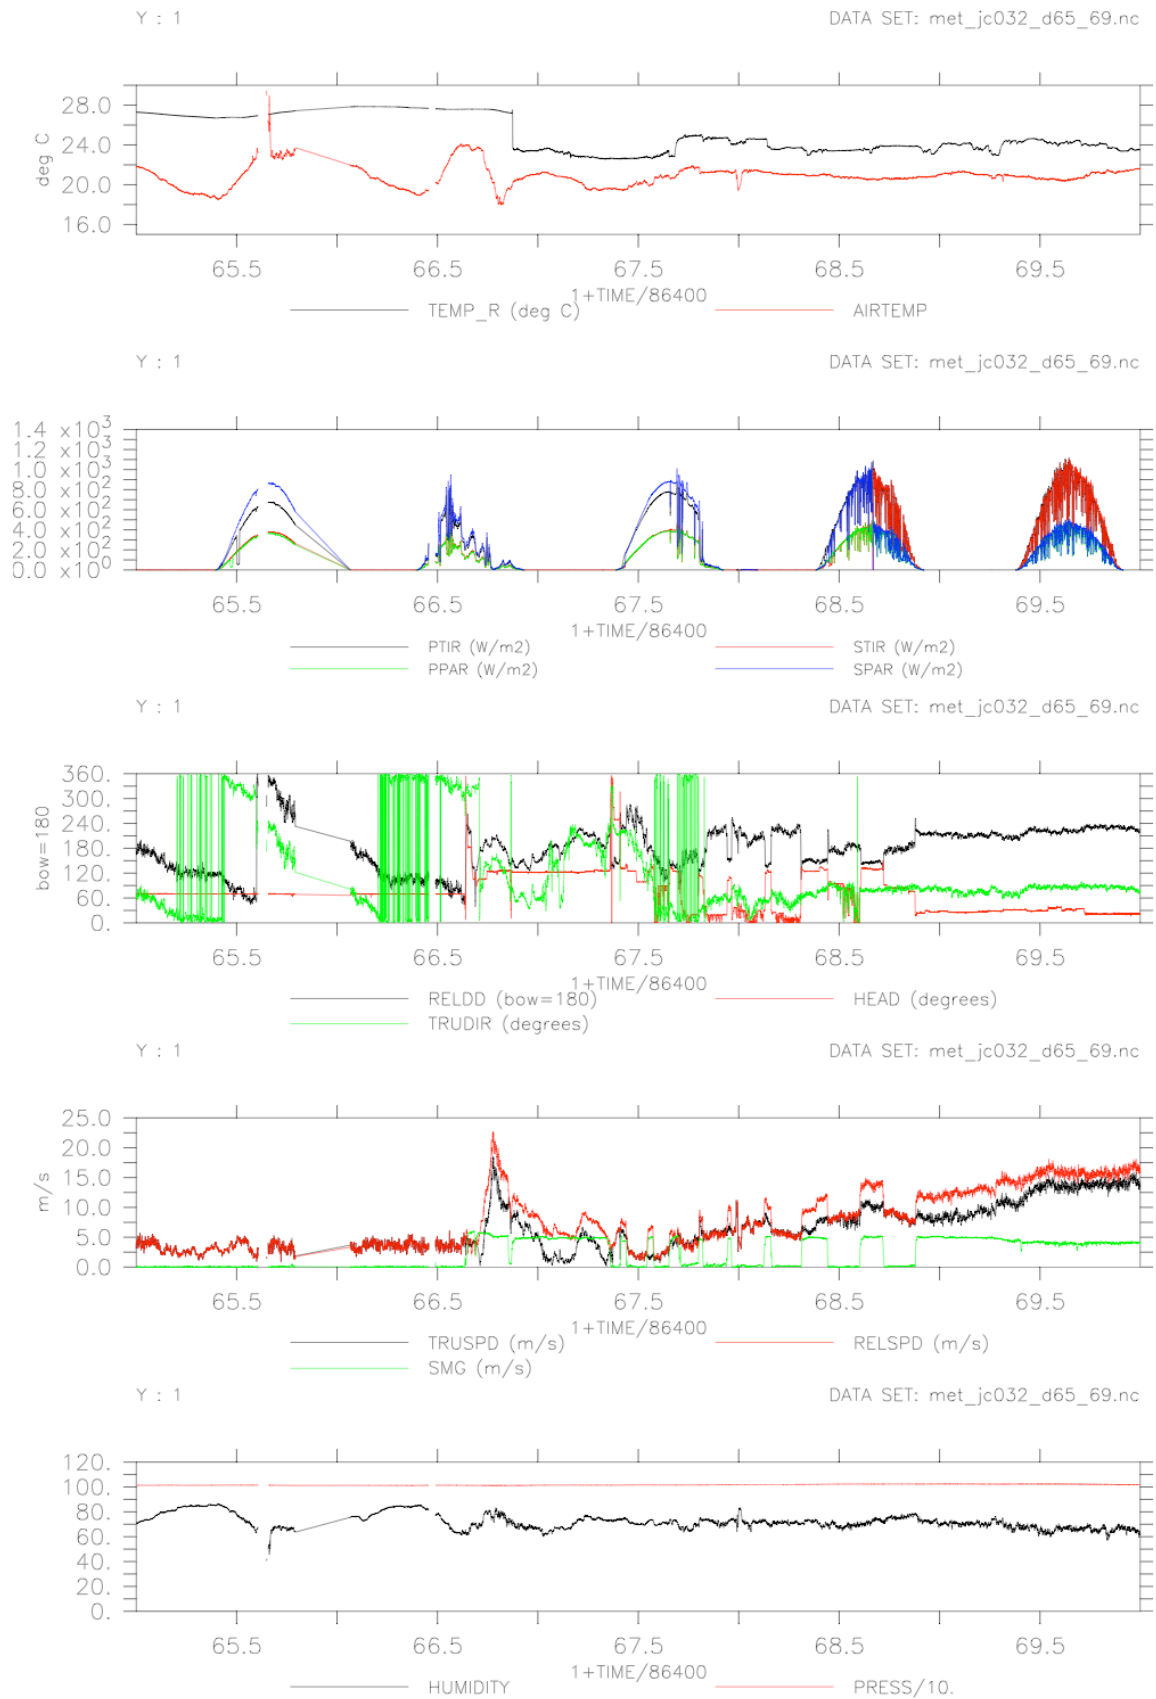 Y : 1 DATA SET: met_jc032_d65_69.nc
28.0
24.0
20.0
16.0
deg C
65.5 66.5 67.5 68.5 69.5
1+TIME/86400
TEMP_R (deg C) AIRTEMP
Y : 1 DATA SET: met_jc032_d65_69.nc
1.4 x10³
1.2 x10³
1.0 x10³
8.0 x10²
6.0 x10²
4.0 x10²
2.0 x10²
0.0 x10⁰
65.5 66.5 67.5 68.5 69.5
1+TIME/86400
PTIR (W/m2) STIR (W/m2)
PPAR (W/m2) SPAR (W/m2)
Y : 1 DATA SET: met_jc032_d65_69.nc
360.
300.
240.
180.
120.
60.
0.
bow=180
65.5 66.5 67.5 68.5 69.5
1+TIME/86400
RELDD (bow=180) HEAD (degrees)
TRUDIR (degrees)
Y : 1 DATA SET: met_jc032_d65_69.nc
25.0
20.0
15.0
10.0
5.0
0.0
m/s
65.5 66.5 67.5 68.5 69.5
1+TIME/86400
TRUSPD (m/s) RELSPD (m/s)
SMG (m/s)
Y : 1 DATA SET: met_jc032_d65_69.nc
120.
100.
80.
60.
40.
20.
0.
65.5 66.5 67.5 68.5 69.5
1+TIME/86400
HUMIDITY PRESS/10.